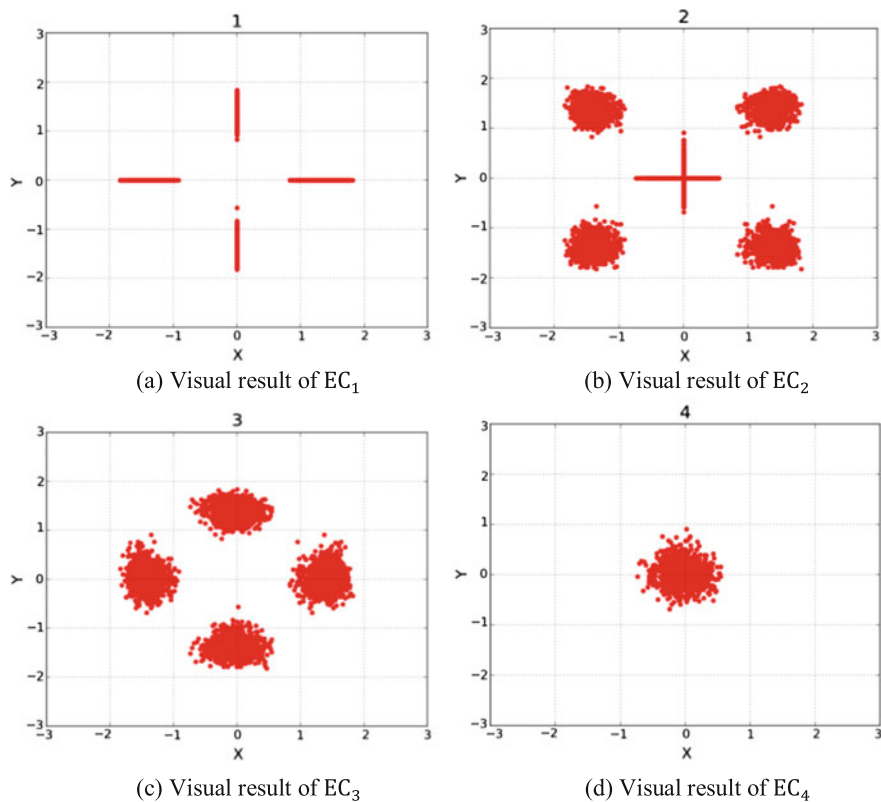 1
3
2
1
0
−1
−2
−3
Y
−3 −2 −1 0 1 2 3
X
(a) Visual result of EC₁
2
3
2
1
0
−1
−2
−3
Y
−3 −2 −1 0 1 2 3
X
(b) Visual result of EC₂
3
3
2
1
0
−1
−2
−3
Y
−3 −2 −1 0 1 2 3
X
(c) Visual result of EC₃
4
3
2
1
0
−1
−2
−3
Y
−3 −2 −1 0 1 2 3
X
(d) Visual result of EC₄